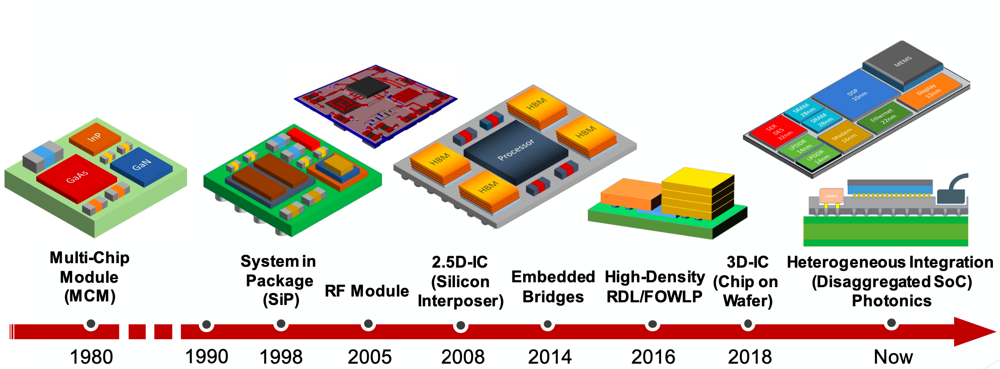 InP
GaAs
GaN
HBM
HBM
HBM
HBM
Processor
MEMS
DSP
10nm
Display
12nm
SRAM
28nm
SRAM
28nm
Ethernet
22nm
SER
DES
32nm
Modem
16nm
LPDDR
14nm
LPDDR
14nm
Lasers
Multi-Chip
Module
(MCM)
System in
Package
(SiP)
RF Module
2.5D-IC
(Silicon
Interposer)
Embedded
Bridges
High-Density
RDL/FOWLP
3D-IC
(Chip on
Wafer)
Heterogeneous Integration
(Disaggregated SoC)
Photonics
1980
1990
1998
2005
2008
2014
2016
2018
Now